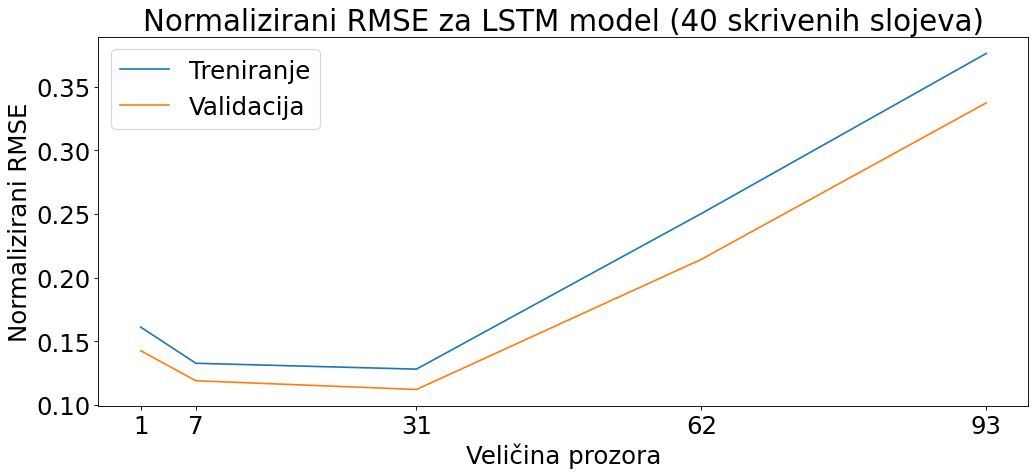 Normalizirani RMSE za LSTM model (40 skrivenih slojeva)
Treniranje
Validacija
Normalizirani RMSE
0.35
0.30
0.25
0.20
0.15
0.10
1 7 31 62 93
Veličina prozora